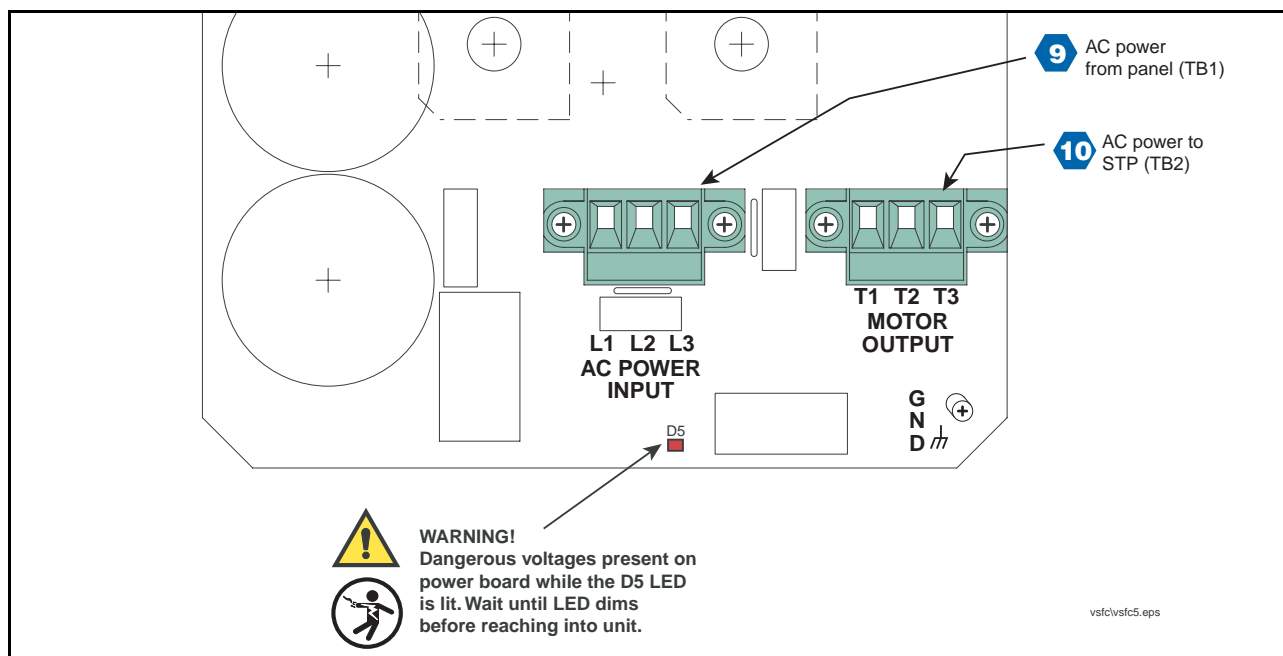 9 AC power
from panel (TB1)
10 AC power to
STP (TB2)
T1 T2 T3
MOTOR
OUTPUT
L1 L2 L3
AC POWER
INPUT
G
N
D
D5
WARNING!
Dangerous voltages present on
power board while the D5 LED
is lit. Wait until LED dims
before reaching into unit.
vsfc\vsfc5.eps